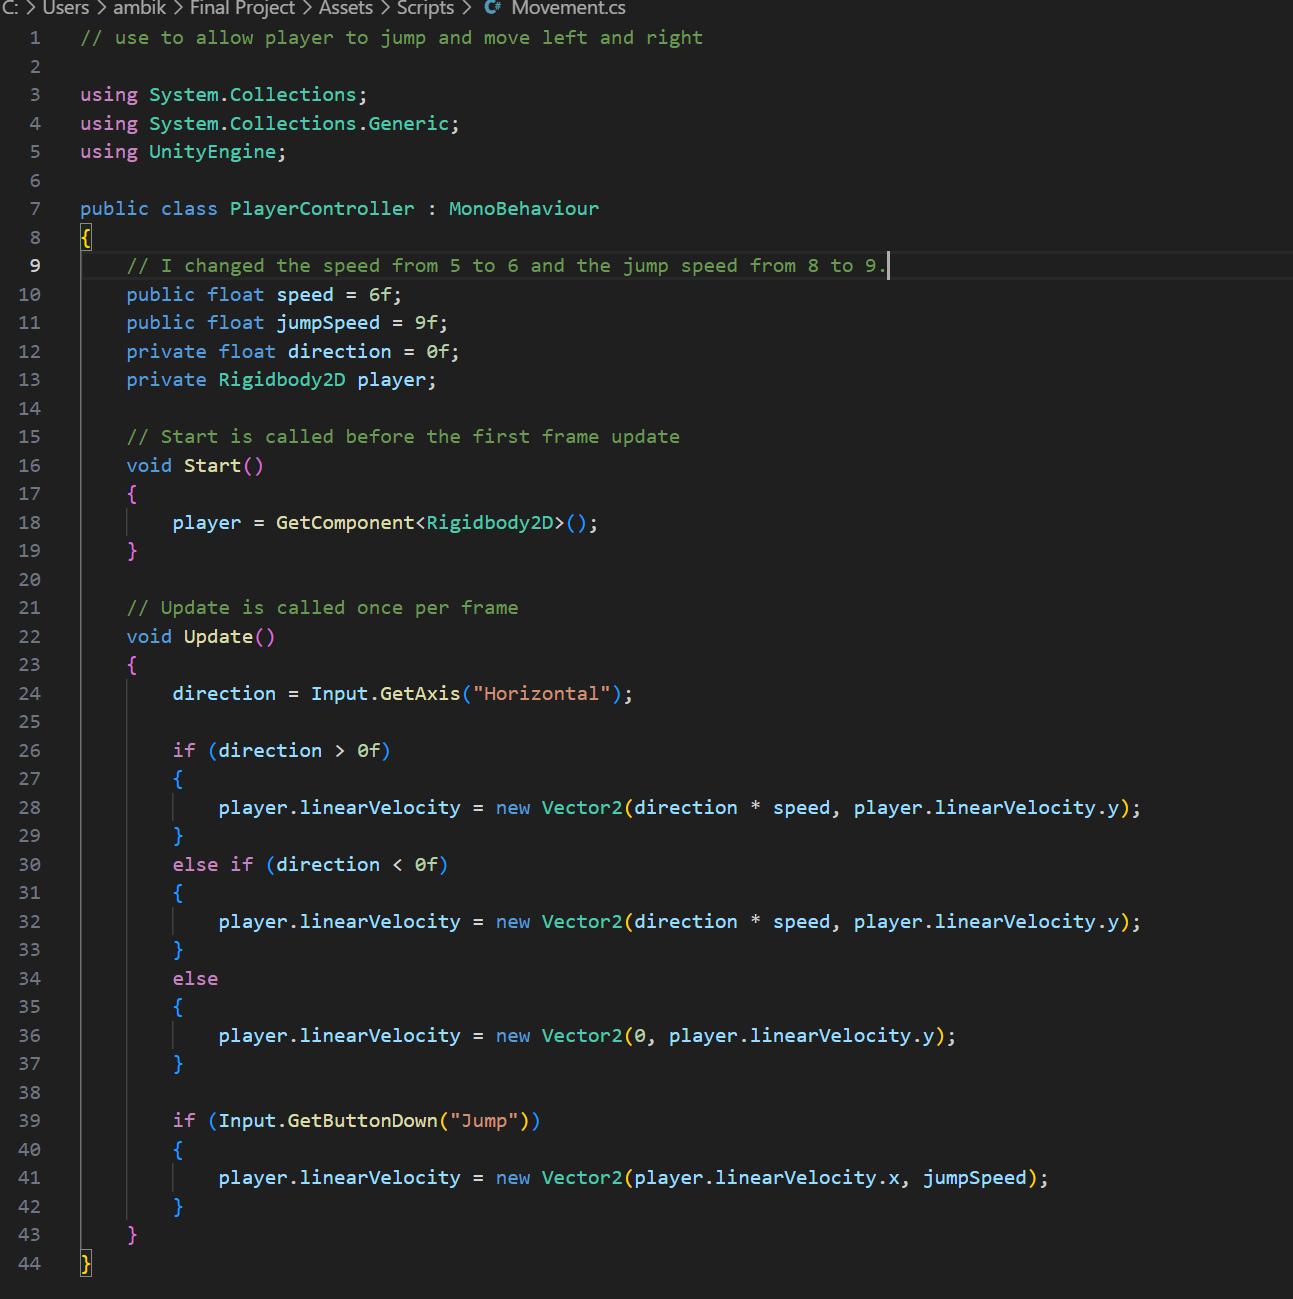 C: > Users > ambik > Final Project > Assets > Scripts > C# Movement.cs
1 // use to allow player to jump and move left and right
2
3 using System.Collections;
4 using System.Collections.Generic;
5 using UnityEngine;
6
7 public class PlayerController : MonoBehaviour
8 {
9     // I changed the speed from 5 to 6 and the jump speed from 8 to 9.
10     public float speed = 6f;
11     public float jumpSpeed = 9f;
12     private float direction = 0f;
13     private Rigidbody2D player;
14
15     // Start is called before the first frame update
16     void Start()
17     {
18         player = GetComponent<Rigidbody2D>();
19     }
20
21     // Update is called once per frame
22     void Update()
23     {
24         direction = Input.GetAxis("Horizontal");
25
26         if (direction > 0f)
27         {
28             player.linearVelocity = new Vector2(direction * speed, player.linearVelocity.y);
29         }
30         else if (direction < 0f)
31         {
32             player.linearVelocity = new Vector2(direction * speed, player.linearVelocity.y);
33         }
34         else
35         {
36             player.linearVelocity = new Vector2(0, player.linearVelocity.y);
37         }
38
39         if (Input.GetButtonDown("Jump"))
40         {
41             player.linearVelocity = new Vector2(player.linearVelocity.x, jumpSpeed);
42         }
43     }
44 }